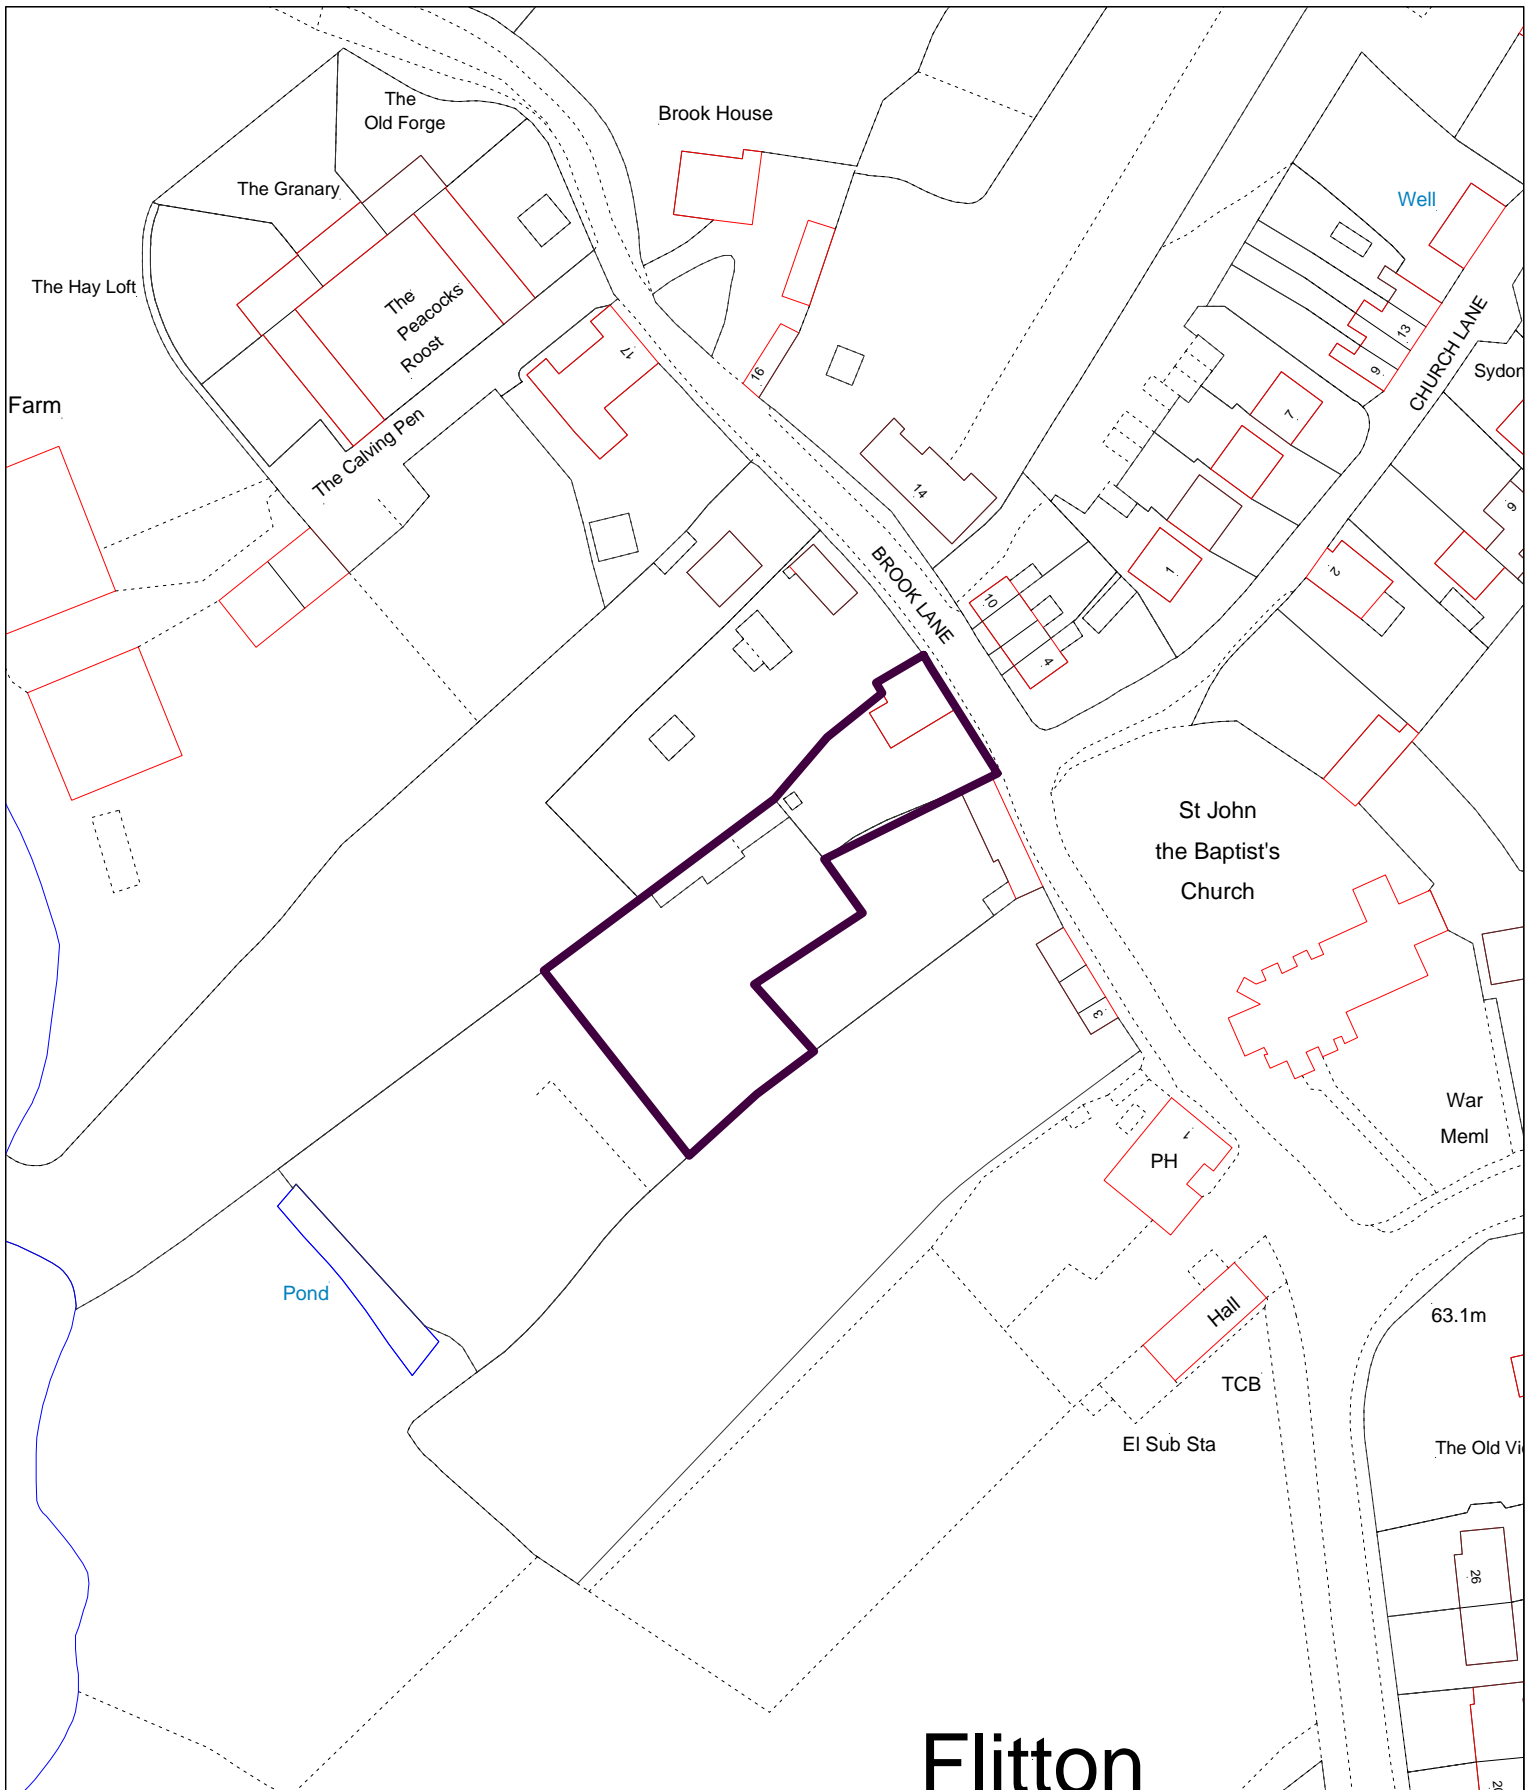 The
Old Forge
Brook House
The Granary
Well
The Hay Loft
The
Peacocks
Roost
17
16
13
9
CHURCH LANE
Sydon
Farm
7
The Calving Pen
14
9
BROOK LANE
10
1
2
4
St John
the Baptist's
Church
3
War
Meml
1
PH
Pond
Hall
63.1m
TCB
El Sub Sta
The Old Vi
26
Flitton